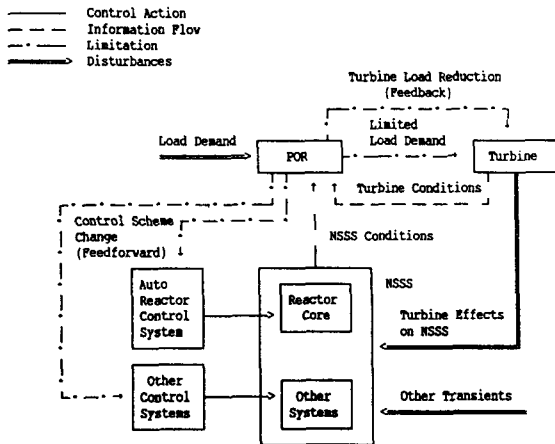 Control Action
Information Flow
Limitation
Disturbances
Turbine Load Reduction
(Feedback)
Limited
Load Demand
Load Demand
POR
Turbine
Turbine Conditions
Control Scheme
Change
(Feedforward)
NSSS Conditions
Auto
Reactor
Control
System
Reactor
Core
NSSS
Turbine Effects
on NSSS
Other
Control
Systems
Other
Systems
Other Transients